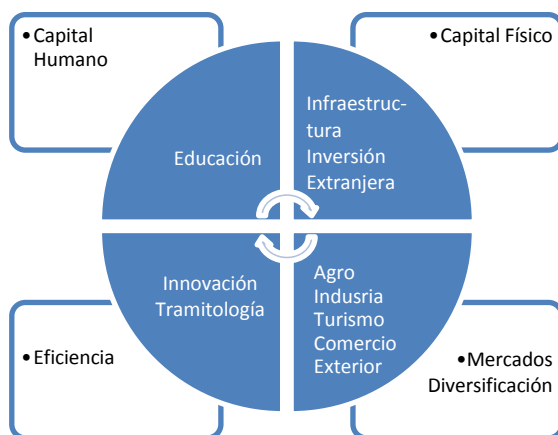 •Capital
Humano
•Capital Físico
Educación
Infraestruc-
tura
Inversión
Extranjera
Innovación
Tramitología
Agro
Indusria
Turismo
Comercio
Exterior
•Eficiencia
•Mercados
Diversificación